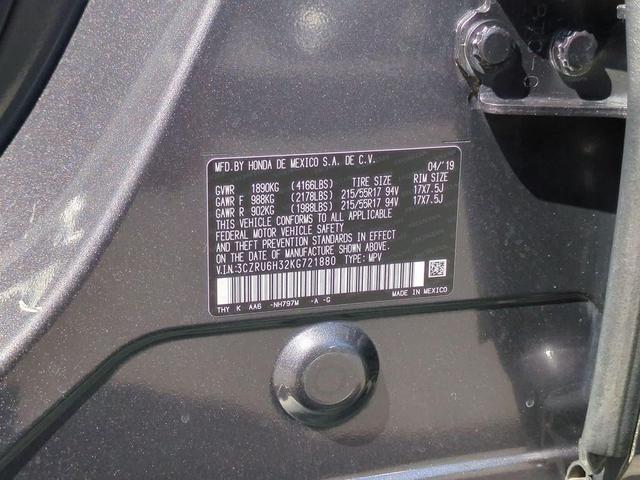 MFD.BY HONDA DE MEXICO S.A. DE C.V. 04/'19
GVWR 1890KG (4166LBS) TIRE SIZE RIM SIZE
GAWR F 988KG (2178LBS) 215/55R17 94V 17X7.5J
GAWR R 902KG (1988LBS) 215/55R17 94V 17X7.5J
THIS VEHICLE CONFORMS TO ALL APPLICABLE
FEDERAL MOTOR VEHICLE SAFETY
AND THEFT PREVENTION STANDARDS IN EFFECT
ON THE DATE OF MANUFACTURE SHOWN ABOVE.
V.I.N:3CZRU6H32KG721880 TYPE: MPV
MADE IN MEXICO
THY K AA6 -NH797M -A -G